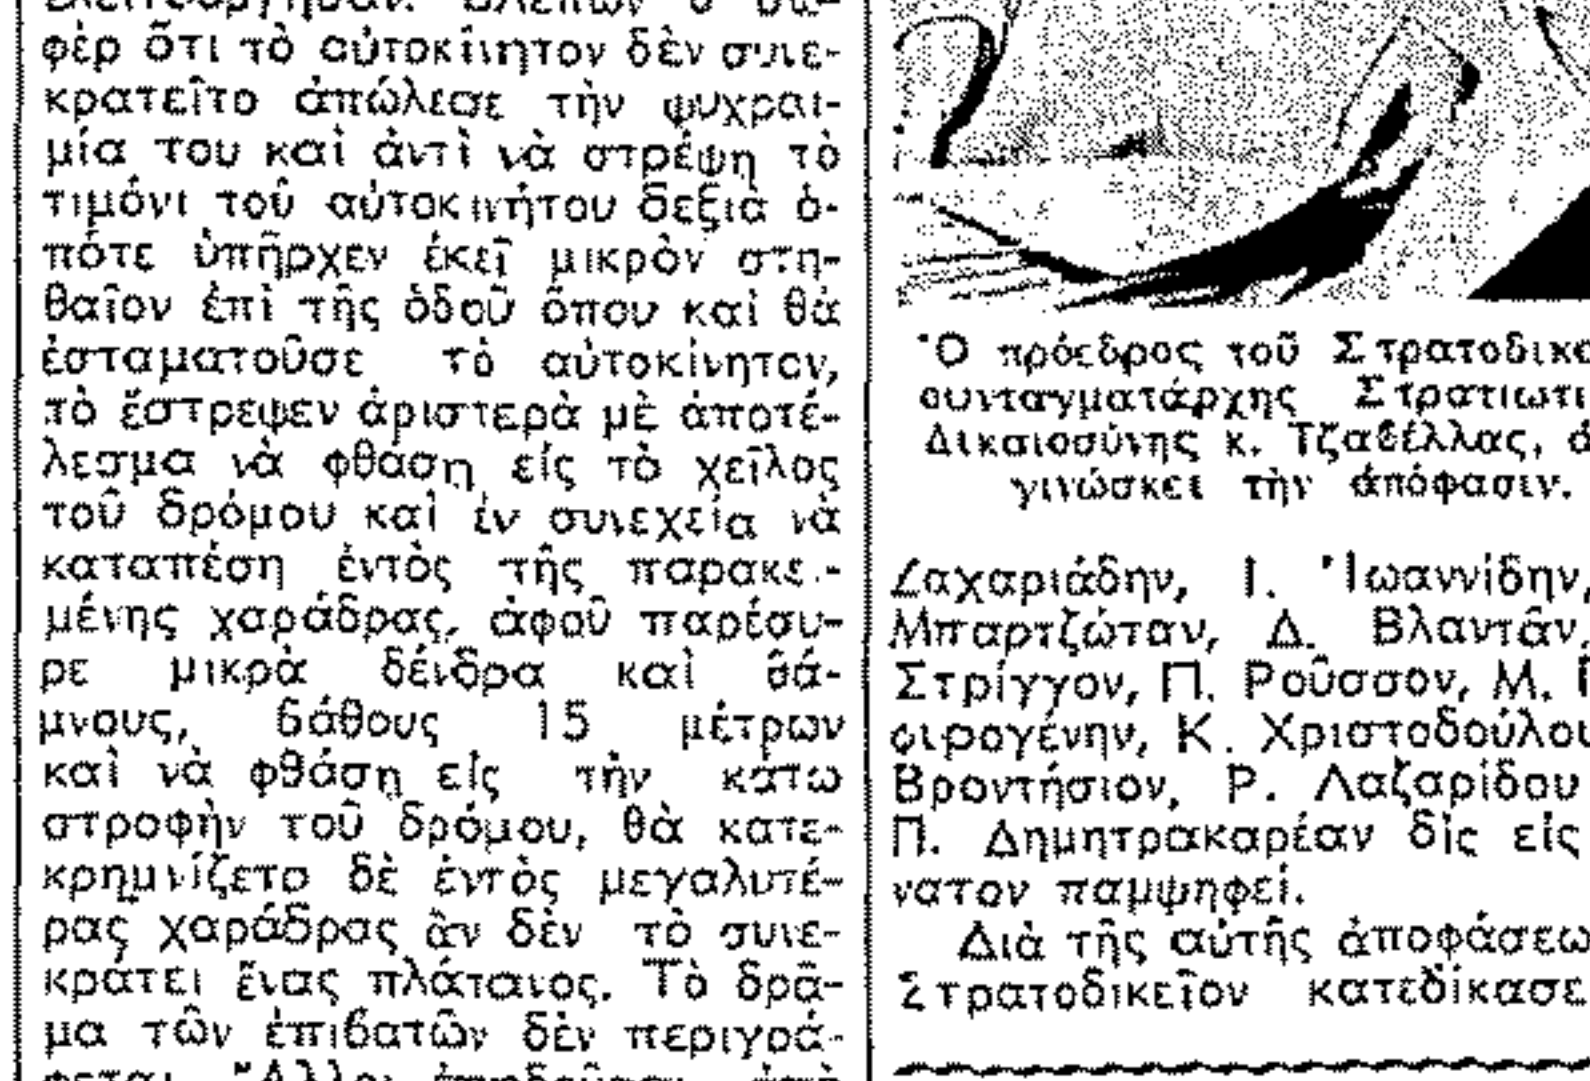 φέρ ὅτι τὸ αὐτοκίνητον δὲν συνε-
κρατεῖτο ἀπώλεσε τὴν ψυχραι-
μία του καὶ ἀντὶ νὰ στρέψῃ τὸ
τιμόνι τοῦ αὐτοκινήτου δεξιὰ ὁ-
πότε ὑπῆρχεν ἐκεῖ μικρὸν στη-
θαῖον ἐπὶ τῆς ὁδοῦ ὅπου καὶ θὰ
ἐσταματοῦσε τὸ αὐτοκίνητον,
τὸ ἔστρεψεν ἀριστερὰ μὲ ἀποτέ-
λεσμα νὰ φθάσῃ εἰς τὸ χεῖλος
τοῦ δρόμου καὶ ἐν συνεχείᾳ νὰ
καταπέσῃ ἐντὸς τῆς παρακει-
μένης χαράδρας, ἀφοῦ παρέσυ-
ρε μικρὰ δένδρα καὶ θά-
μνους, βάθους 15 μέτρων
καὶ νὰ φθάσῃ εἰς τὴν κάτω
στροφὴν τοῦ δρόμου, θὰ κατε-
κρημνίζετο δὲ ἐντὸς μεγαλυτέ-
ρας χαράδρας ἂν δὲν τὸ συνε-
κράτει ἕνας πλάτανος. Τὸ δρᾶ-
μα τῶν ἐπιβατῶν δὲν περιγρά-
Ὁ πρόεδρος τοῦ Στρατοδικε
συνταγματάρχης Στρατιωτι
Δικαιοσύνης κ. Τζαβέλλας, ἀ
γινώσκει τὴν ἀπόφασιν.
Ζαχαριάδην, Ι. Ἰωαννίδην,
Μπαρτζώταν, Δ. Βλαντᾶν,
Στρίγγον, Π. Ροῦσσον, Μ.
φιρογένην, Κ. Χριστοδούλου
Βροντήσιον, Ρ. Λαζαρίδου
Π. Δημητρακαρέαν δὶς εἰς
νατον παμψηφεί.
Διὰ τῆς αὐτῆς ἀποφάσεω
Στρατοδικεῖον κατεδίκασε